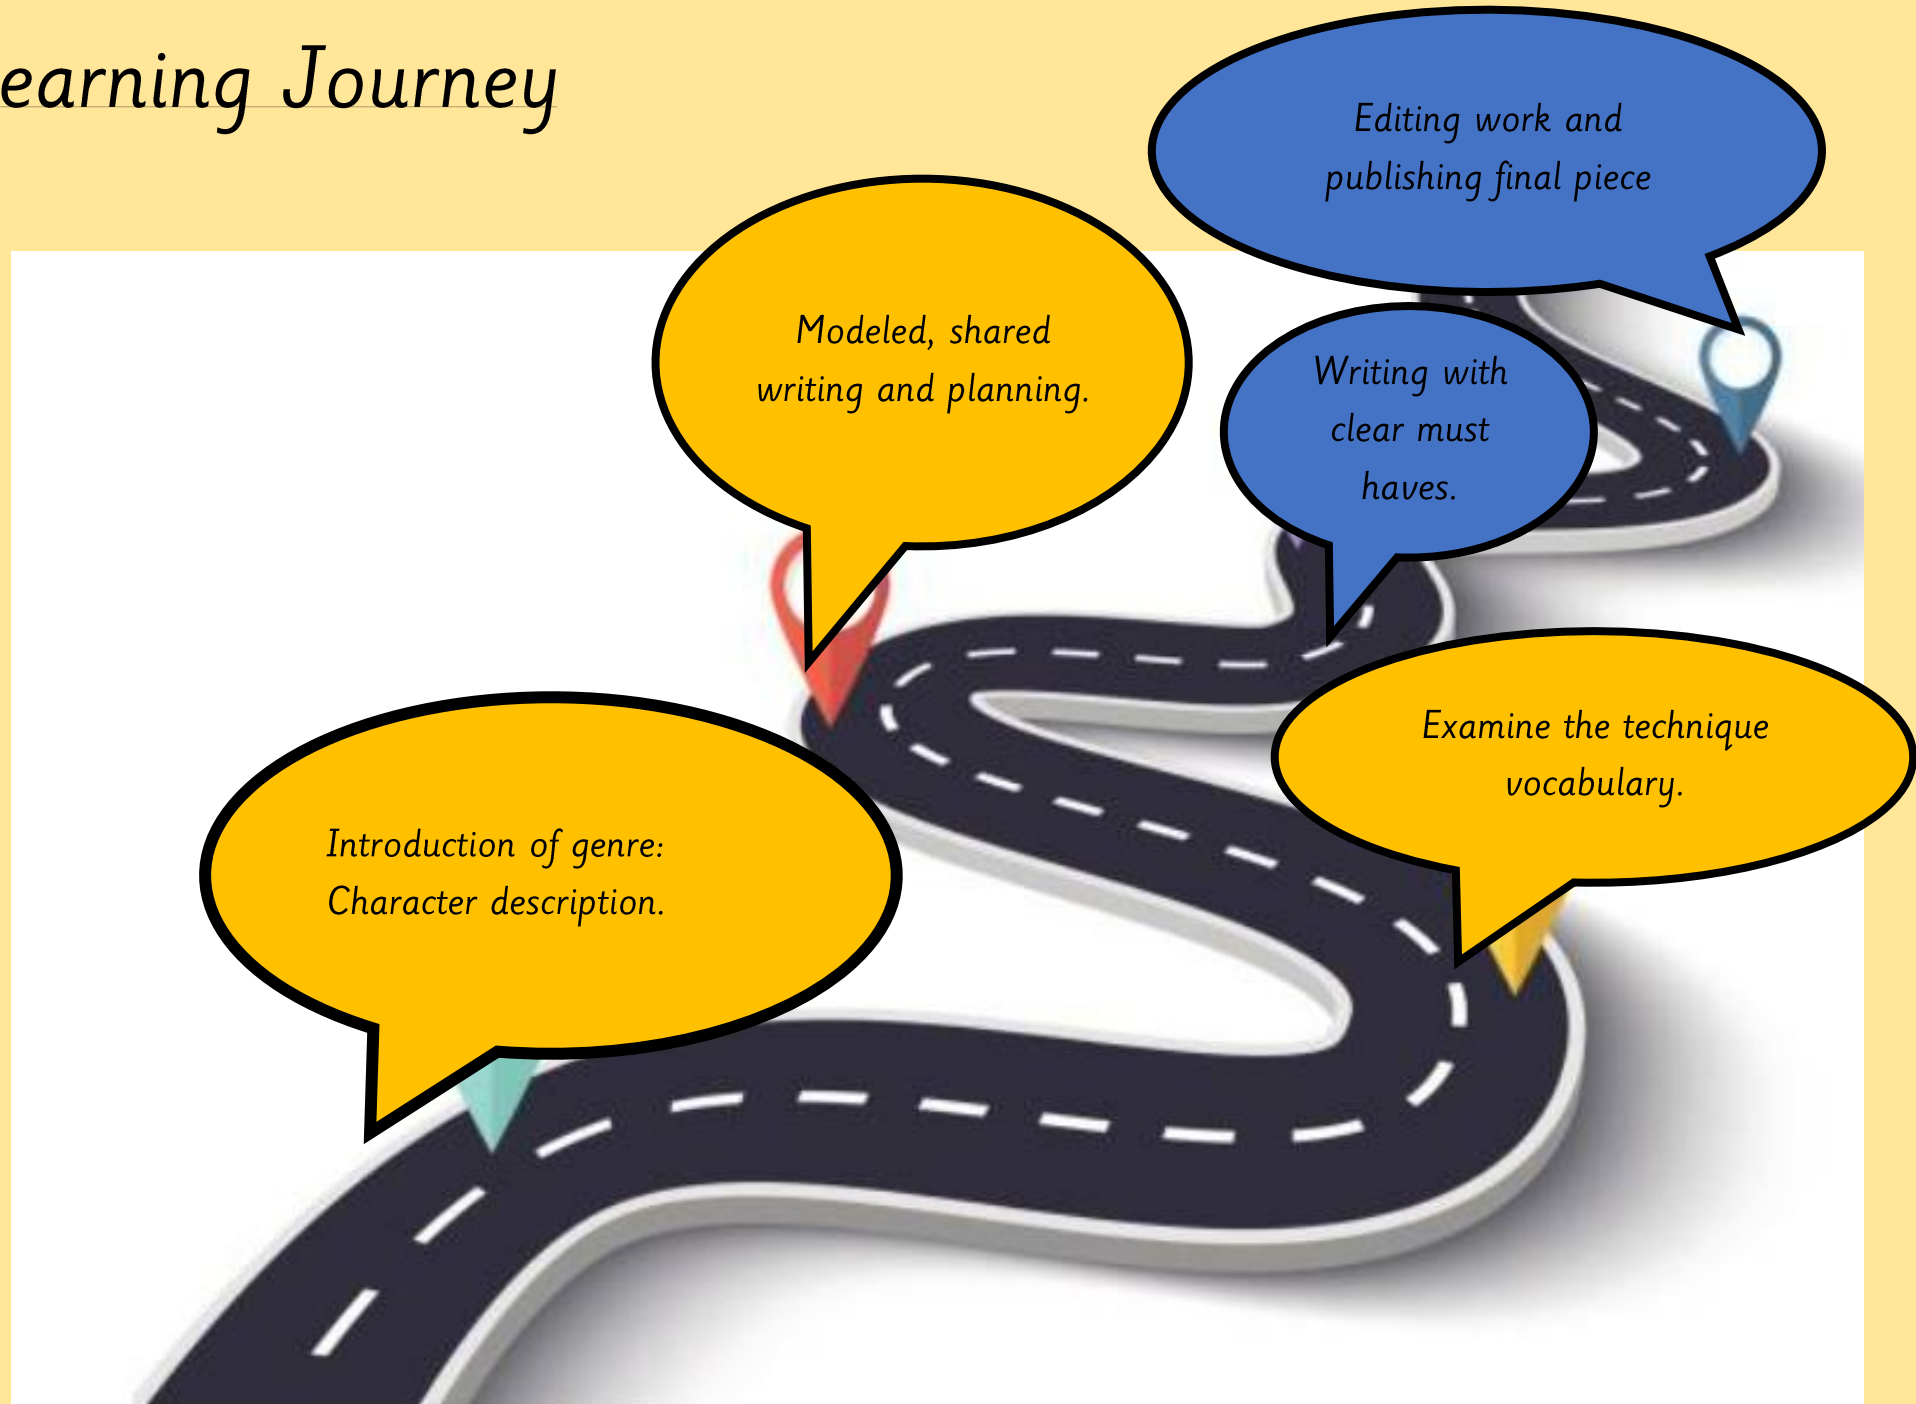 earning Journey
Editing work and
publishing final piece
Modeled, shared
writing and planning.
Writing with
clear must
haves.
Examine the technique
vocabulary.
Introduction of genre:
Character description.